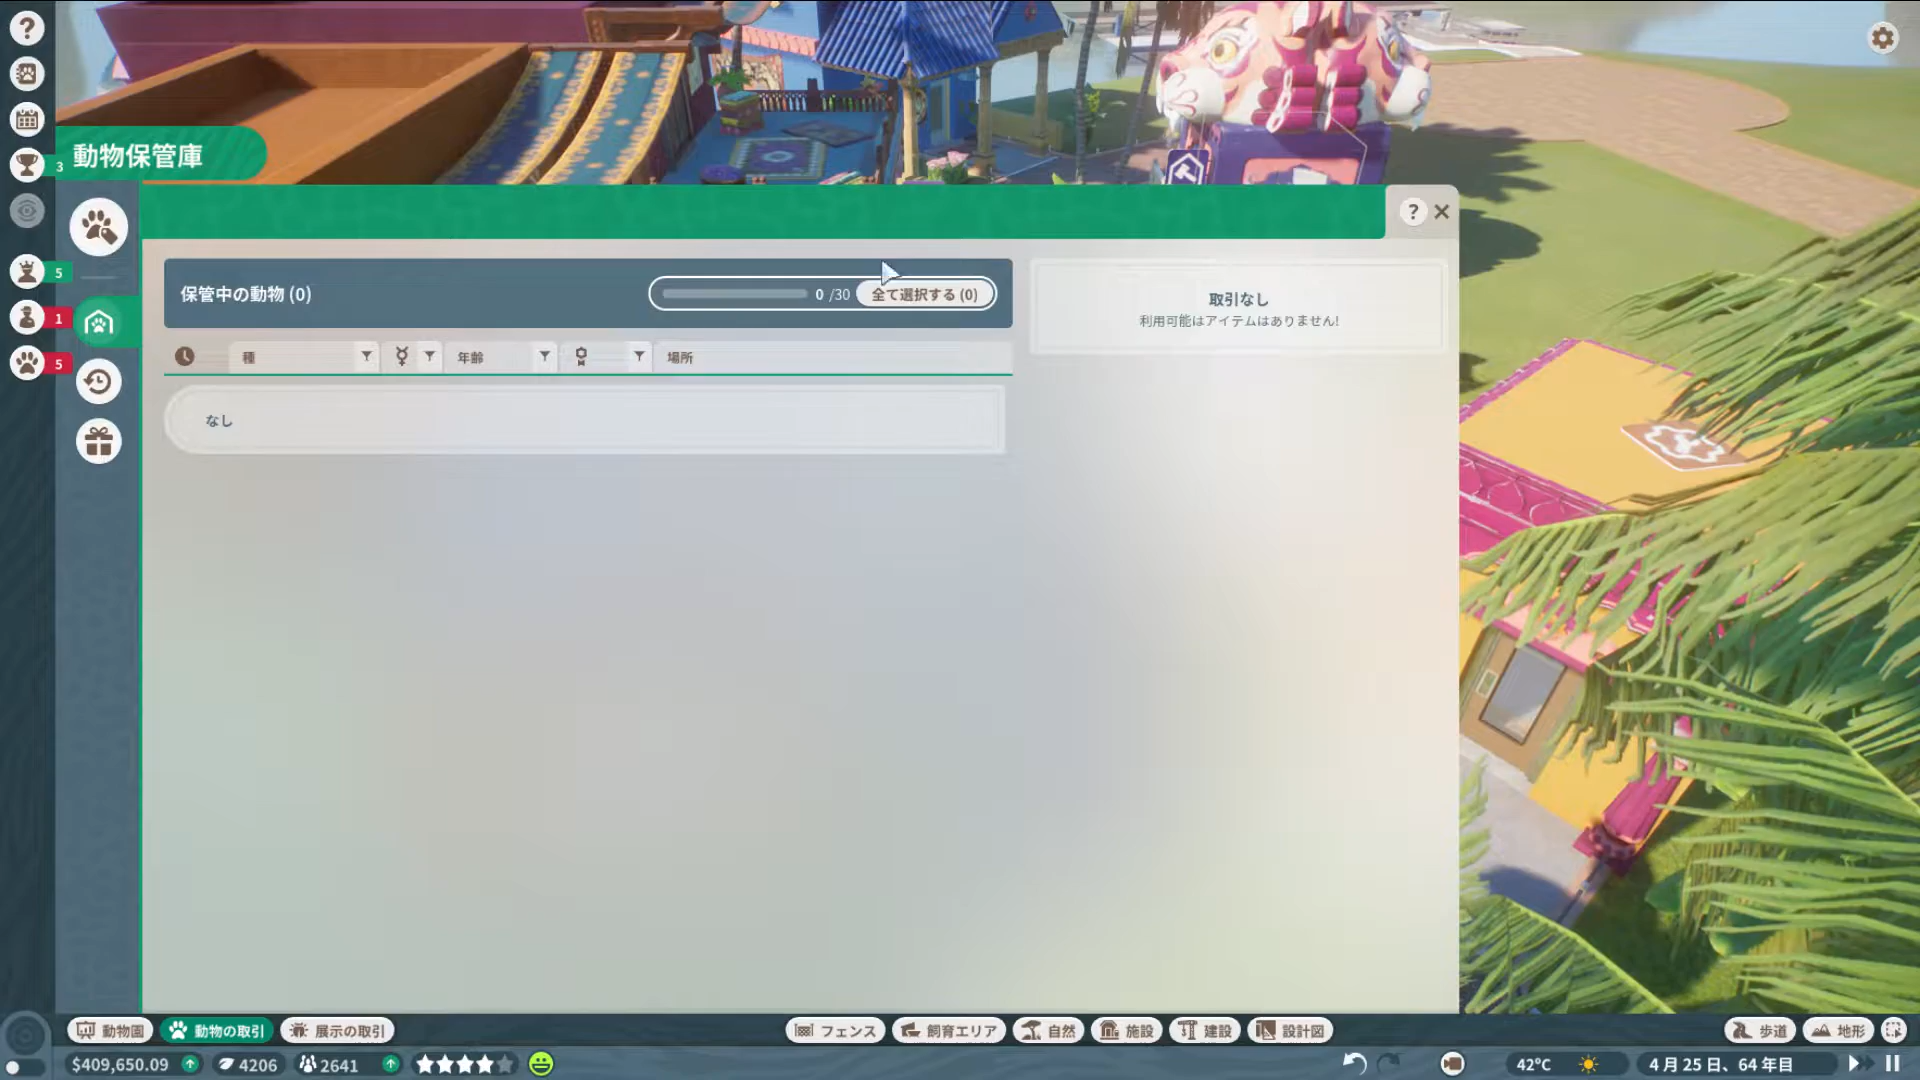 動物保管庫
3
5
1
5
保管中の動物 (0)
0 /30
全て選択する (0)
種
年齢
場所
なし
取引なし
利用可能はアイテムはありません!
動物園
動物の取引
展示の取引
フェンス
飼育エリア
自然
施設
建設
設計図
歩道
地形
$409,650.09
4206
2641
42°C
4月 25日、64 年目